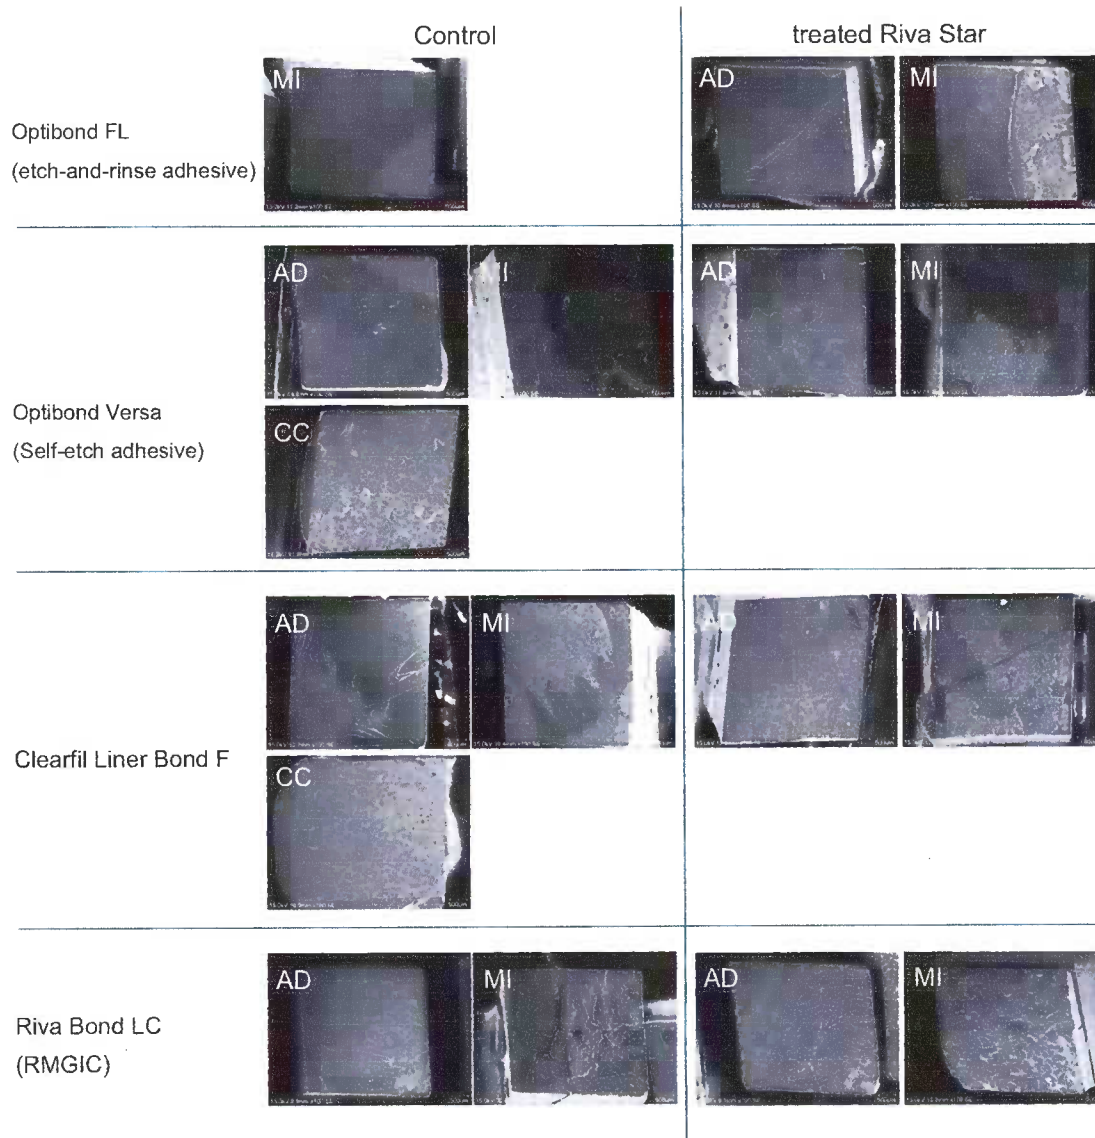 Control
treated Riva Star
MI
AD
MI
Optibond FL
(etch-and-rinse adhesive)
AD
MI
AD
MI
CC
Optibond Versa
(Self-etch adhesive)
AD
MI
AD
MI
Clearfil Liner Bond F
CC
AD
MI
AD
MI
Riva Bond LC
(RMGIC)